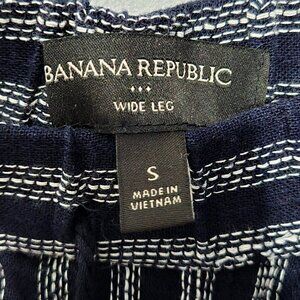 BANANA REPUBLIC
WIDE LEG
S
MADE IN
VIETNAM